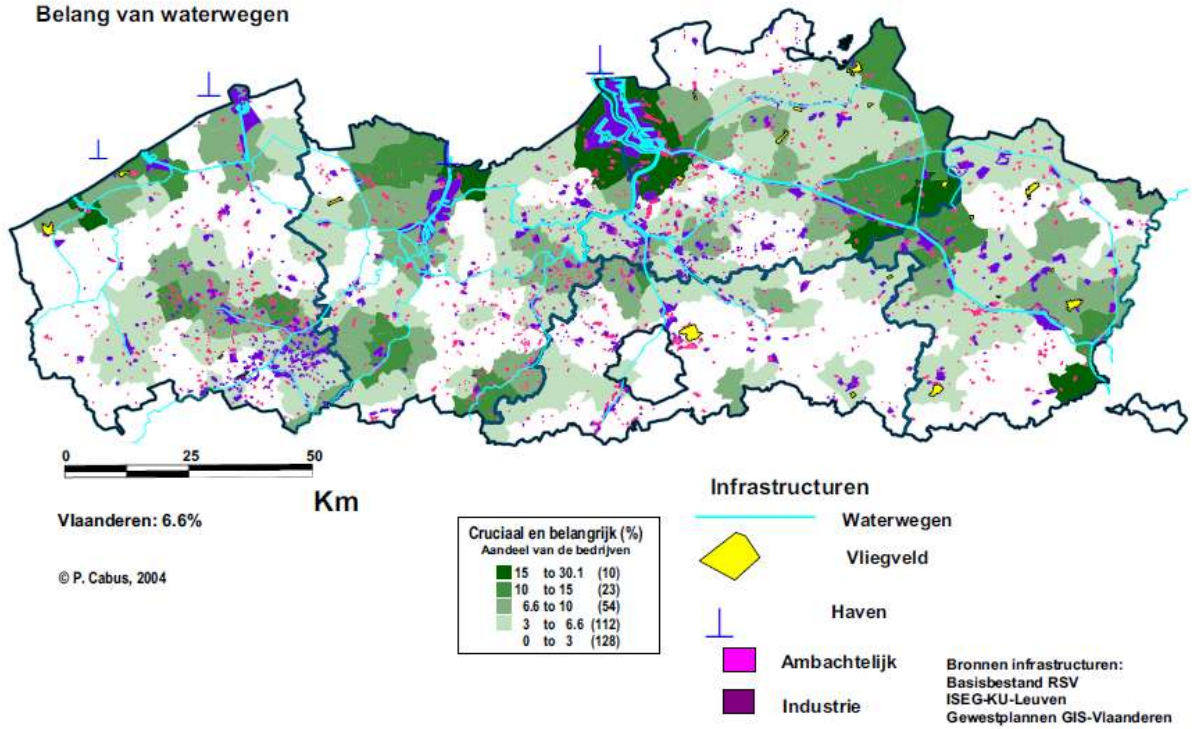 Belang van waterwegen
0 25 50
Km
Vlaanderen: 6.6%
© P. Cabus, 2004
Cruciaal en belangrijk (%)
Aandeel van de bedrijven
15 to 30.1 (10)
10 to 15 (23)
6.6 to 10 (54)
3 to 6.6 (112)
0 to 3 (128)
Infrastructuren
Waterwegen
Vliegveld
Haven
Ambachtelijk
Industrie
Bronnen infrastructuren:
Basisbestand RSV
ISEG-KU-Leuven
Gewestplannen GIS-Vlaanderen